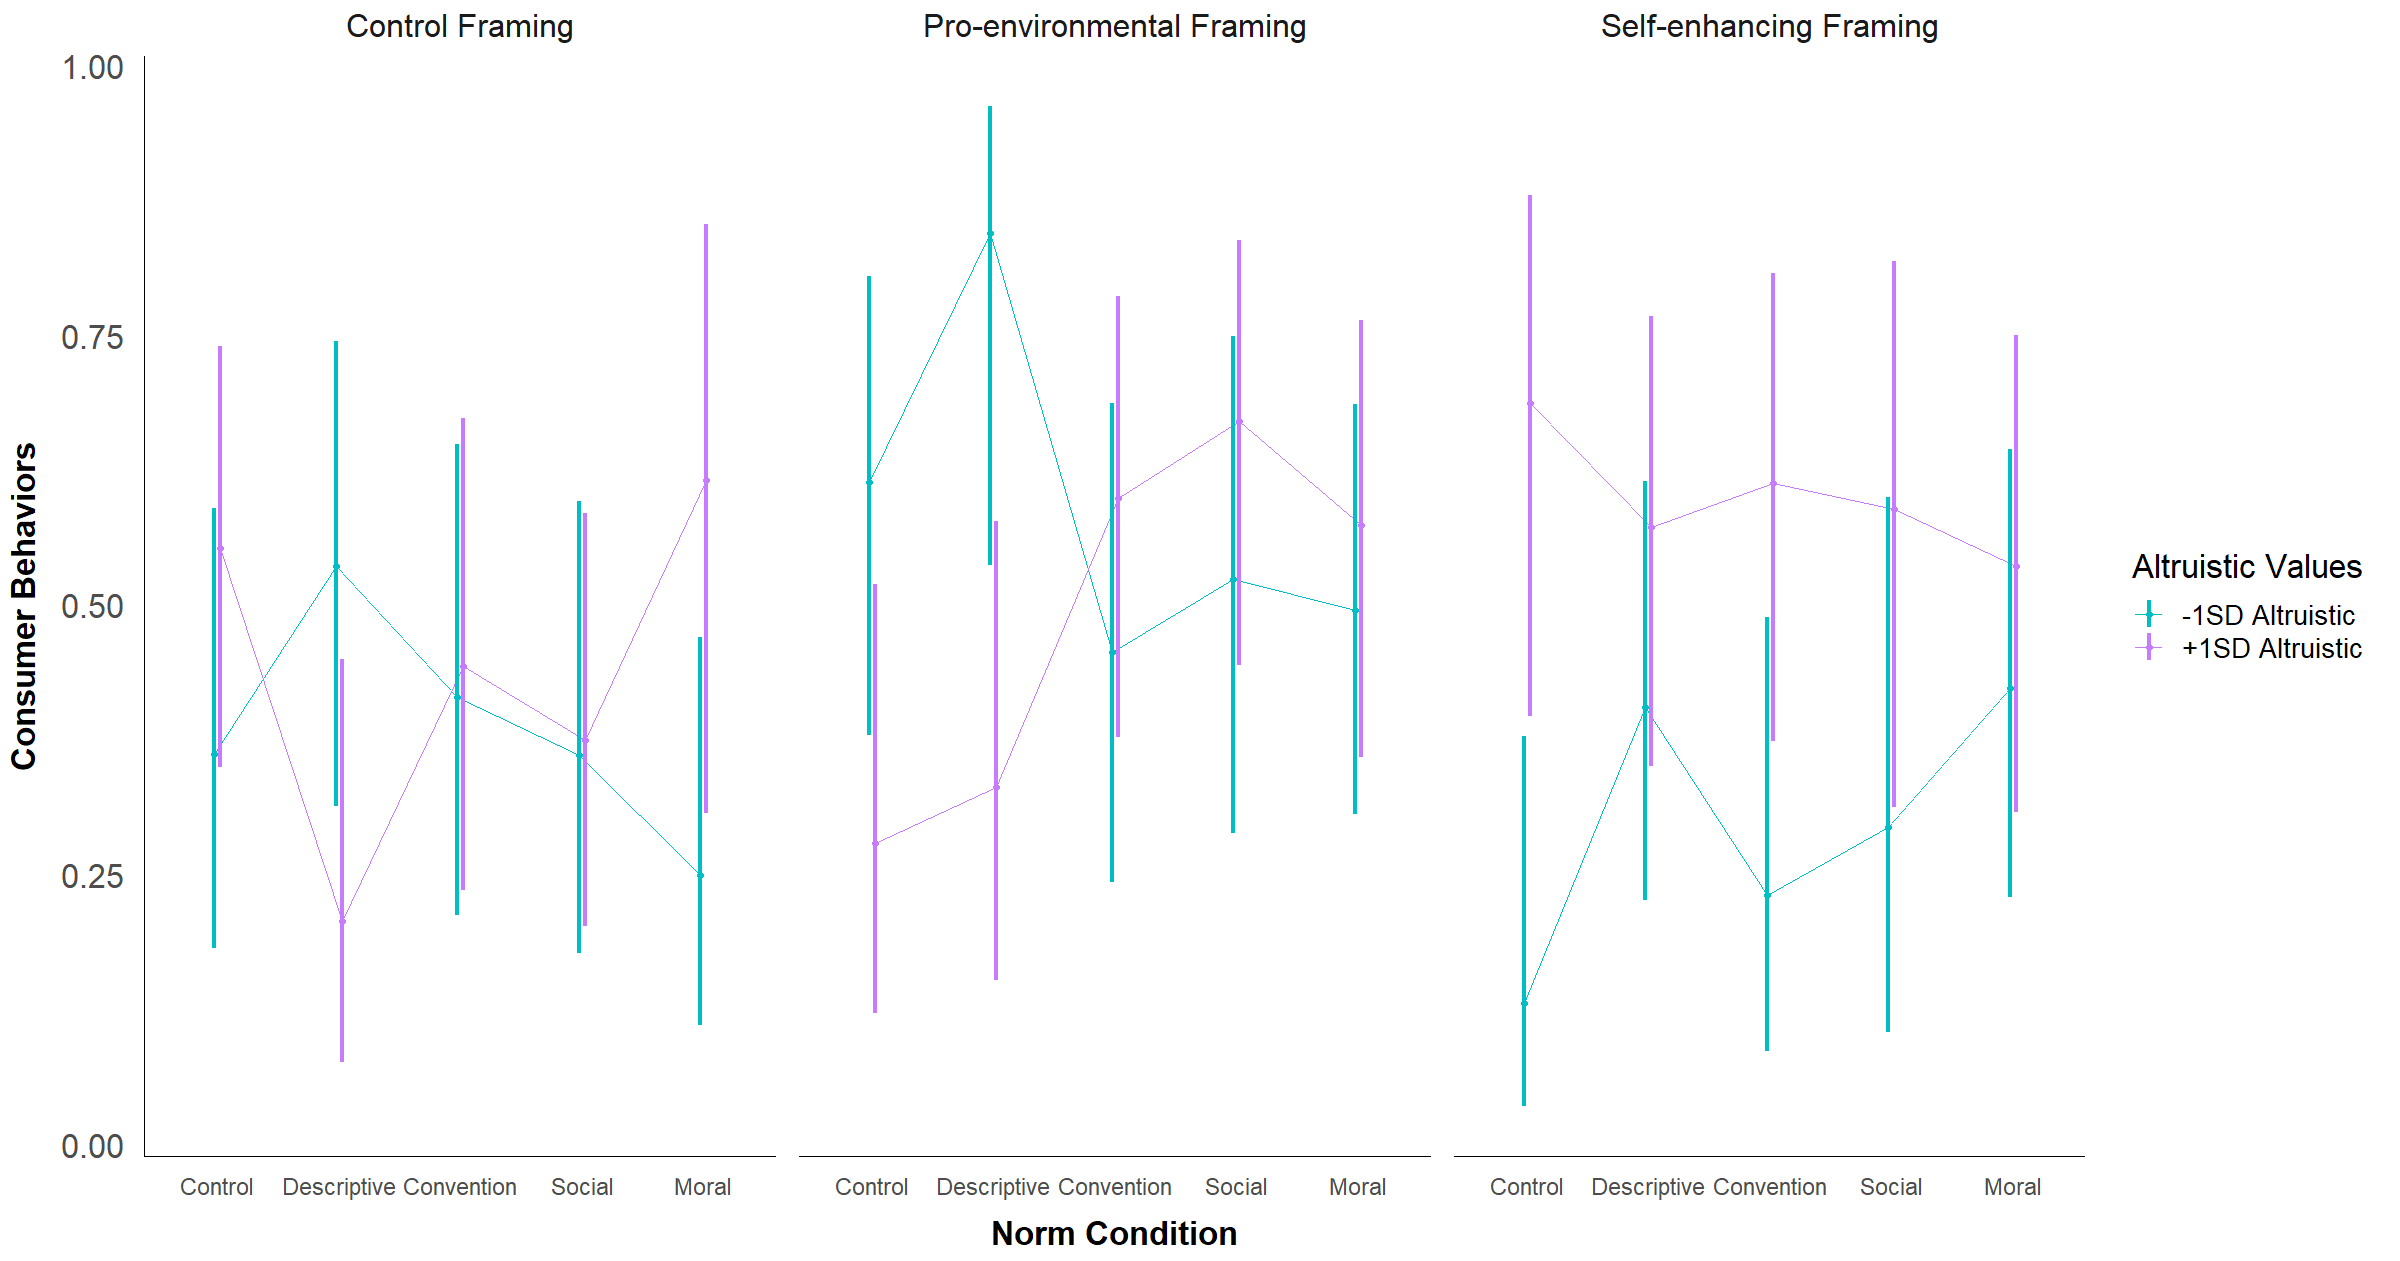 Control Framing
Pro-environmental Framing
Self-enhancing Framing
1.00
0.75
0.50
0.25
0.00
Consumer Behaviors
Control Descriptive Convention Social Moral
Control Descriptive Convention Social Moral
Control Descriptive Convention Social Moral
Norm Condition
Altruistic Values
-1SD Altruistic
+1SD Altruistic